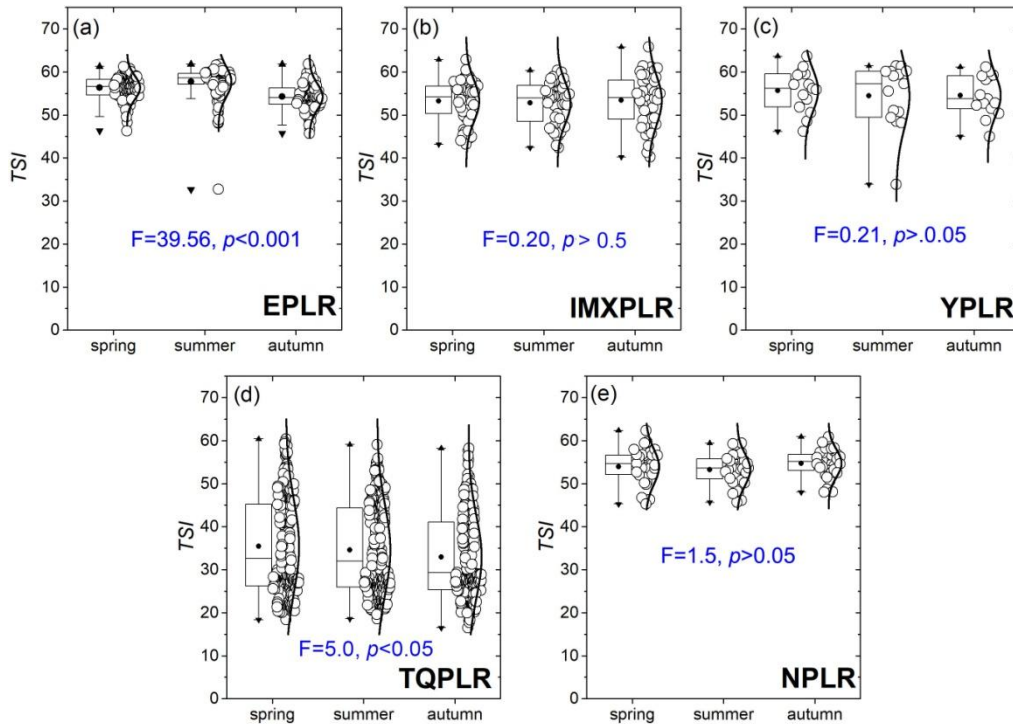 (a)
TSI
70
60
50
40
30
20
10
0
F=39.56, p<0.001
EPLR
spring summer autumn
(b)
70
60
50
40
30
20
10
0
F=0.20, p > 0.5
IMXPLR
spring summer autumn
(c)
70
60
50
40
30
20
10
0
F=0.21, p>.0.05
YPLR
spring summer autumn
(d)
TSI
70
60
50
40
30
20
10
0
F=5.0, p<0.05
TQPLR
spring summer autumn
(e)
TSI
70
60
50
40
30
20
10
0
F=1.5, p>0.05
NPLR
spring summer autumn